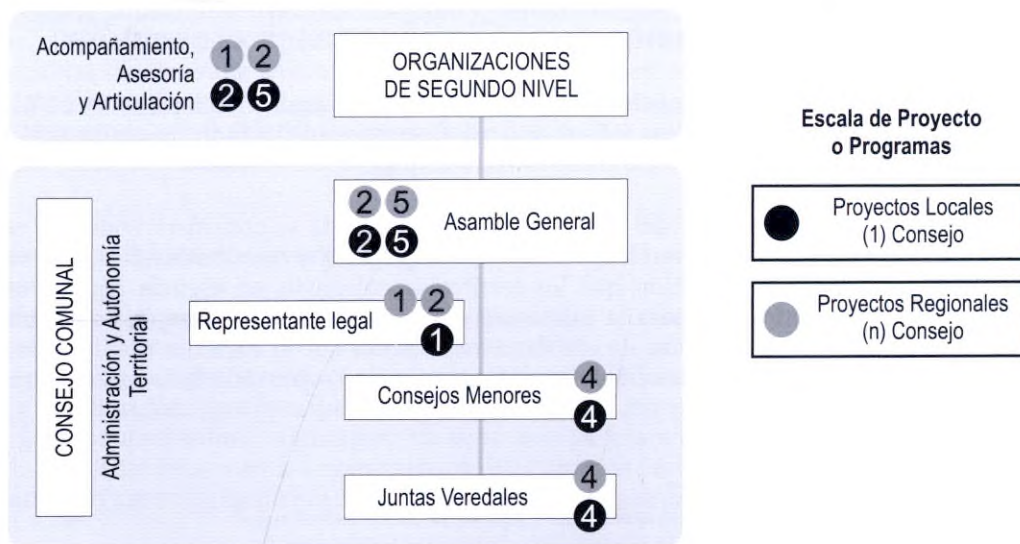 Acompañamiento,
Asesoría
y Articulación
1 2
2 5
ORGANIZACIONES
DE SEGUNDO NIVEL
CONSEJO COMUNAL
Administración y Autonomía
Territorial
2 5
2 5
Asamble General
Representante legal
1 2
1
Consejos Menores
4
4
Juntas Veredales
4
4
Escala de Proyecto
o Programas
Proyectos Locales
(1) Consejo
Proyectos Regionales
(n) Consejo